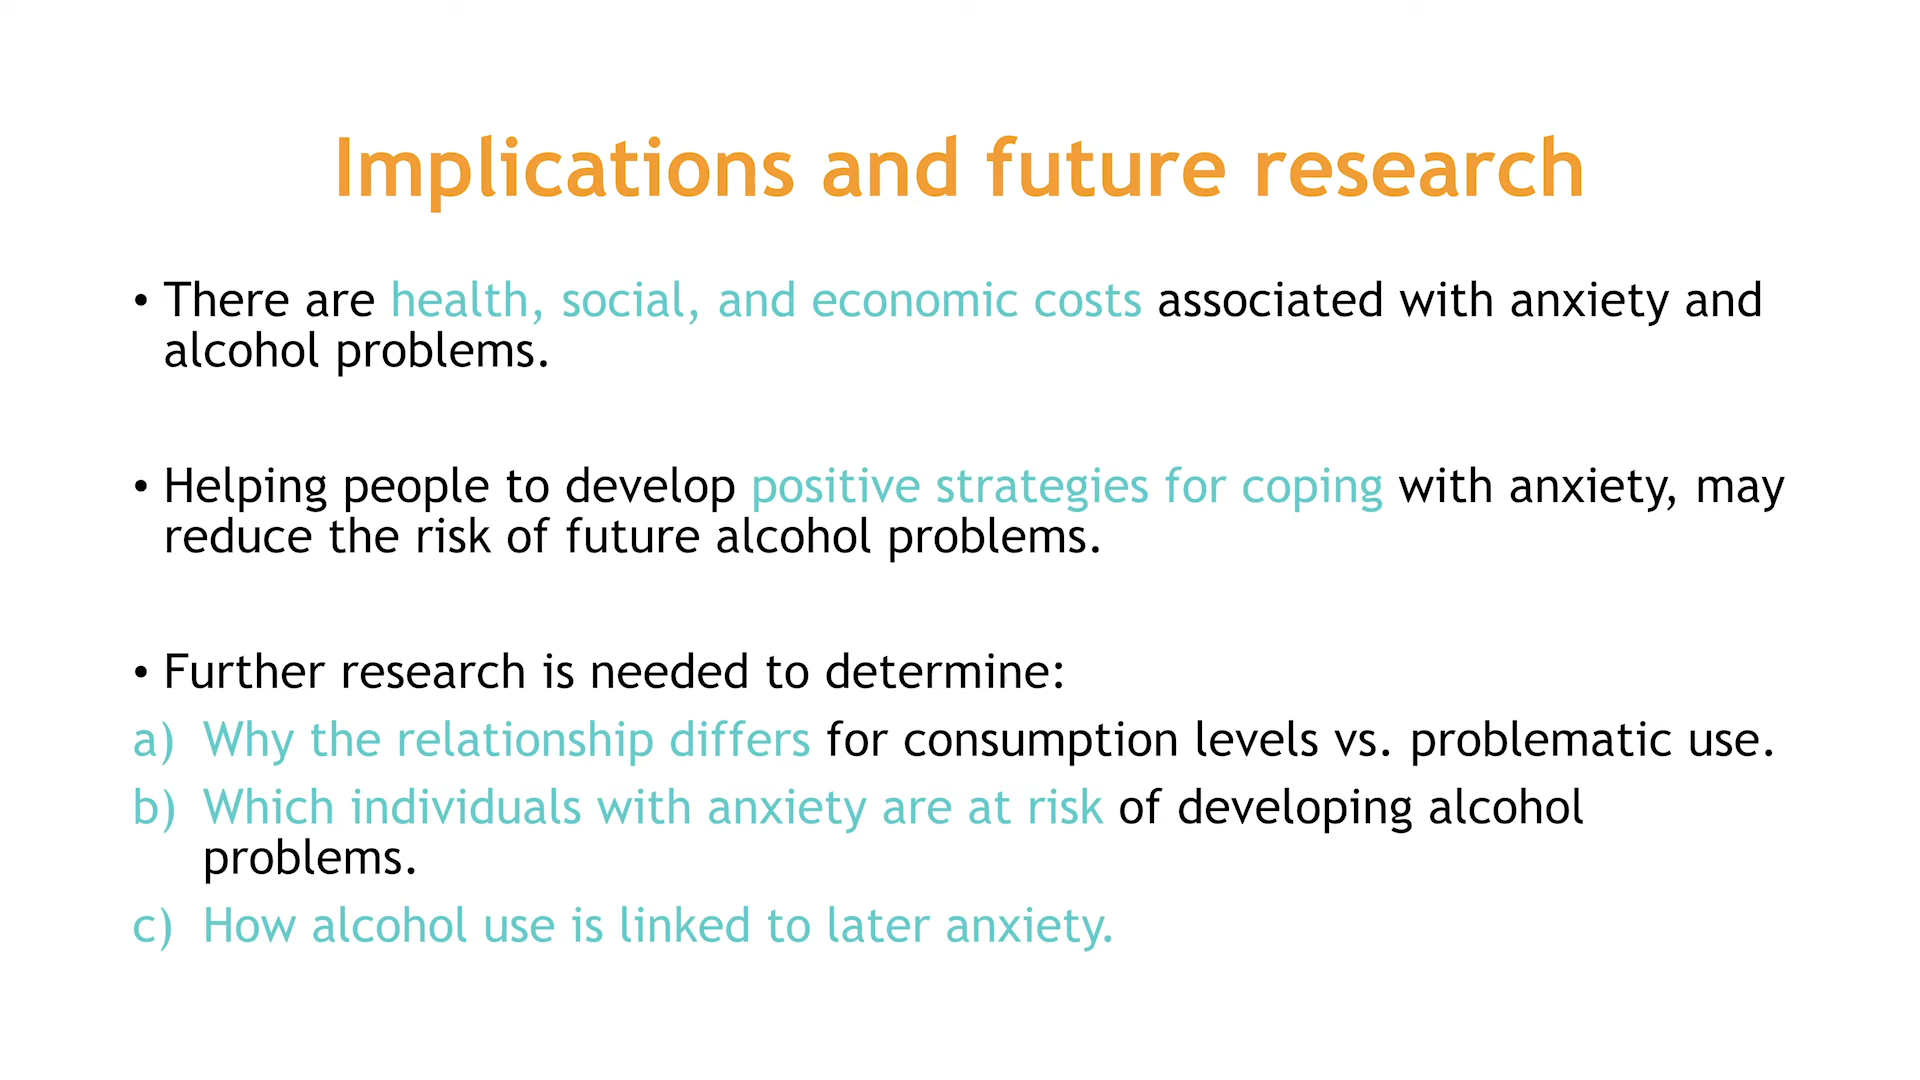 Implications and future research
• There are health, social, and economic costs associated with anxiety and
alcohol problems.
• Helping people to develop positive strategies for coping with anxiety, may
reduce the risk of future alcohol problems.
• Further research is needed to determine:
a) Why the relationship differs for consumption levels vs. problematic use.
b) Which individuals with anxiety are at risk of developing alcohol
problems.
c) How alcohol use is linked to later anxiety.